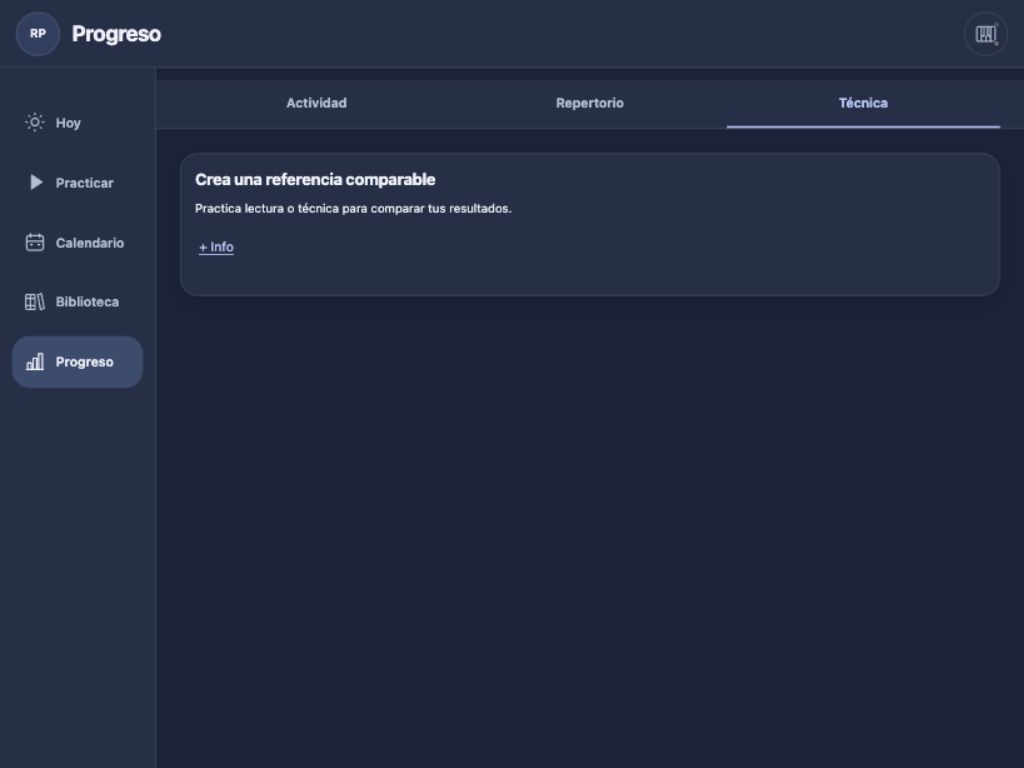 RP
Progreso
Hoy
Practicar
Calendario
Biblioteca
Progreso
Actividad
Repertorio
Técnica
Crea una referencia comparable
Practica lectura o técnica para comparar tus resultados.
+ Info